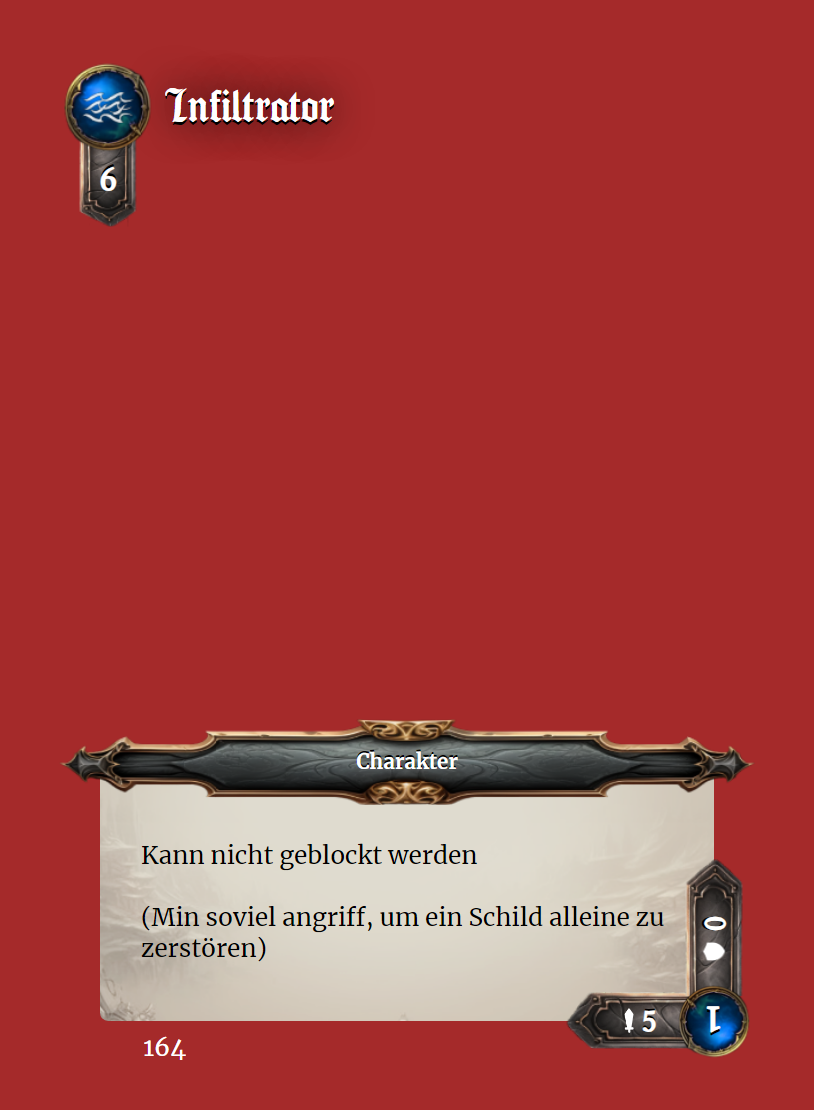 Infiltrator
6
Charakter
Kann nicht geblockt werden
(Min soviel angriff, um ein Schild alleine zu
zerstören)
0
5
1
164